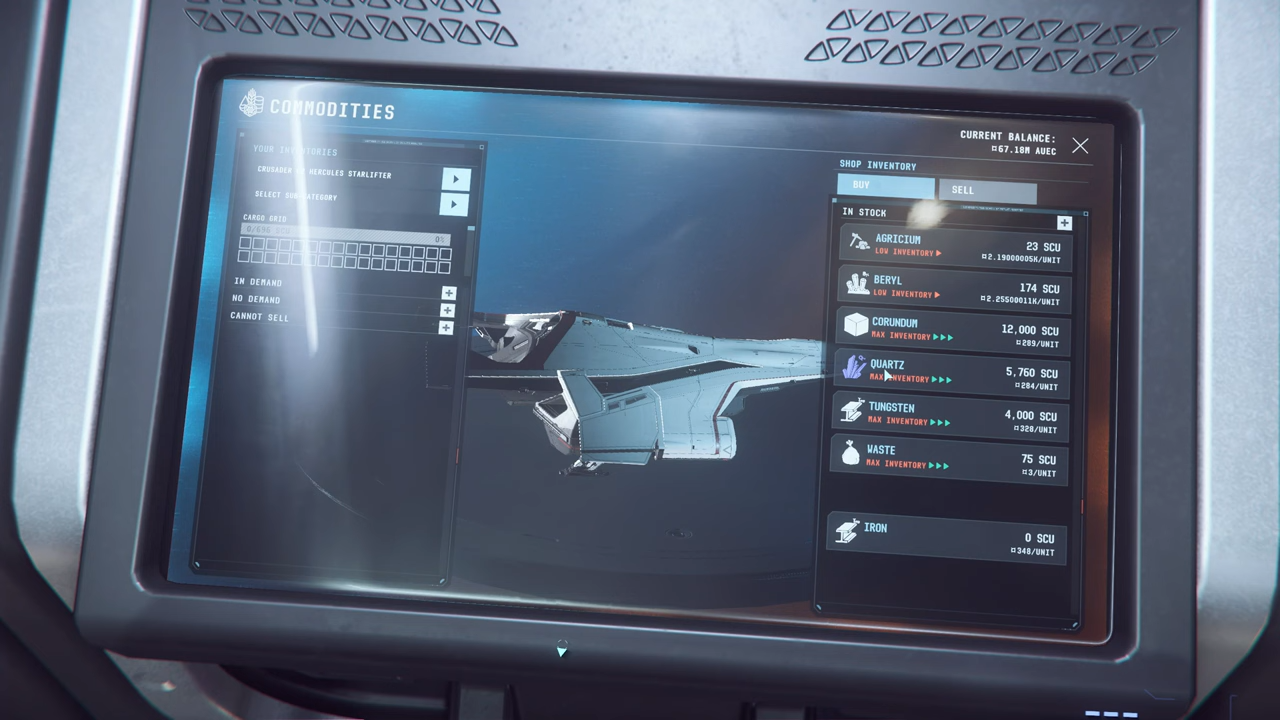 COMMODITIES
CURRENT BALANCE:
¤67.18M AUEC
YOUR INVENTORIES
CRUSADER HERCULES STARLIFTER
SELECT SUB CATEGORY
CARGO GRID
0/696 SCU 0%
IN DEMAND
NO DEMAND
CANNOT SELL
SHOP INVENTORY
BUY SELL
IN STOCK
AGRICIUM 23 SCU
LOW INVENTORY ¤2.19000005K/UNIT
BERYL 174 SCU
LOW INVENTORY ¤2.25500011K/UNIT
CORUNDUM 12,000 SCU
MAX INVENTORY ¤289/UNIT
QUARTZ 5,760 SCU
MAX INVENTORY ¤284/UNIT
TUNGSTEN 4,000 SCU
MAX INVENTORY ¤328/UNIT
WASTE 75 SCU
MAX INVENTORY ¤3/UNIT
IRON 0 SCU
¤348/UNIT